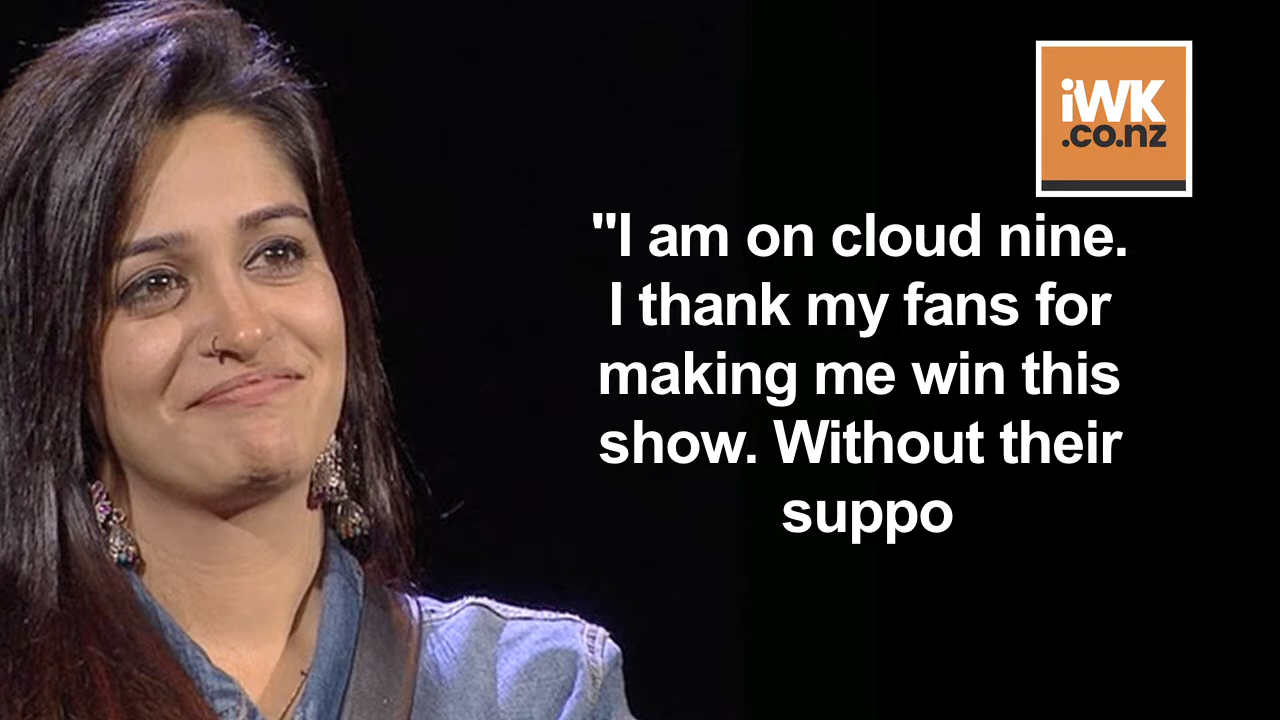 iWK
.co.nz
"I am on cloud nine.
I thank my fans for
making me win this
show. Without their
suppo